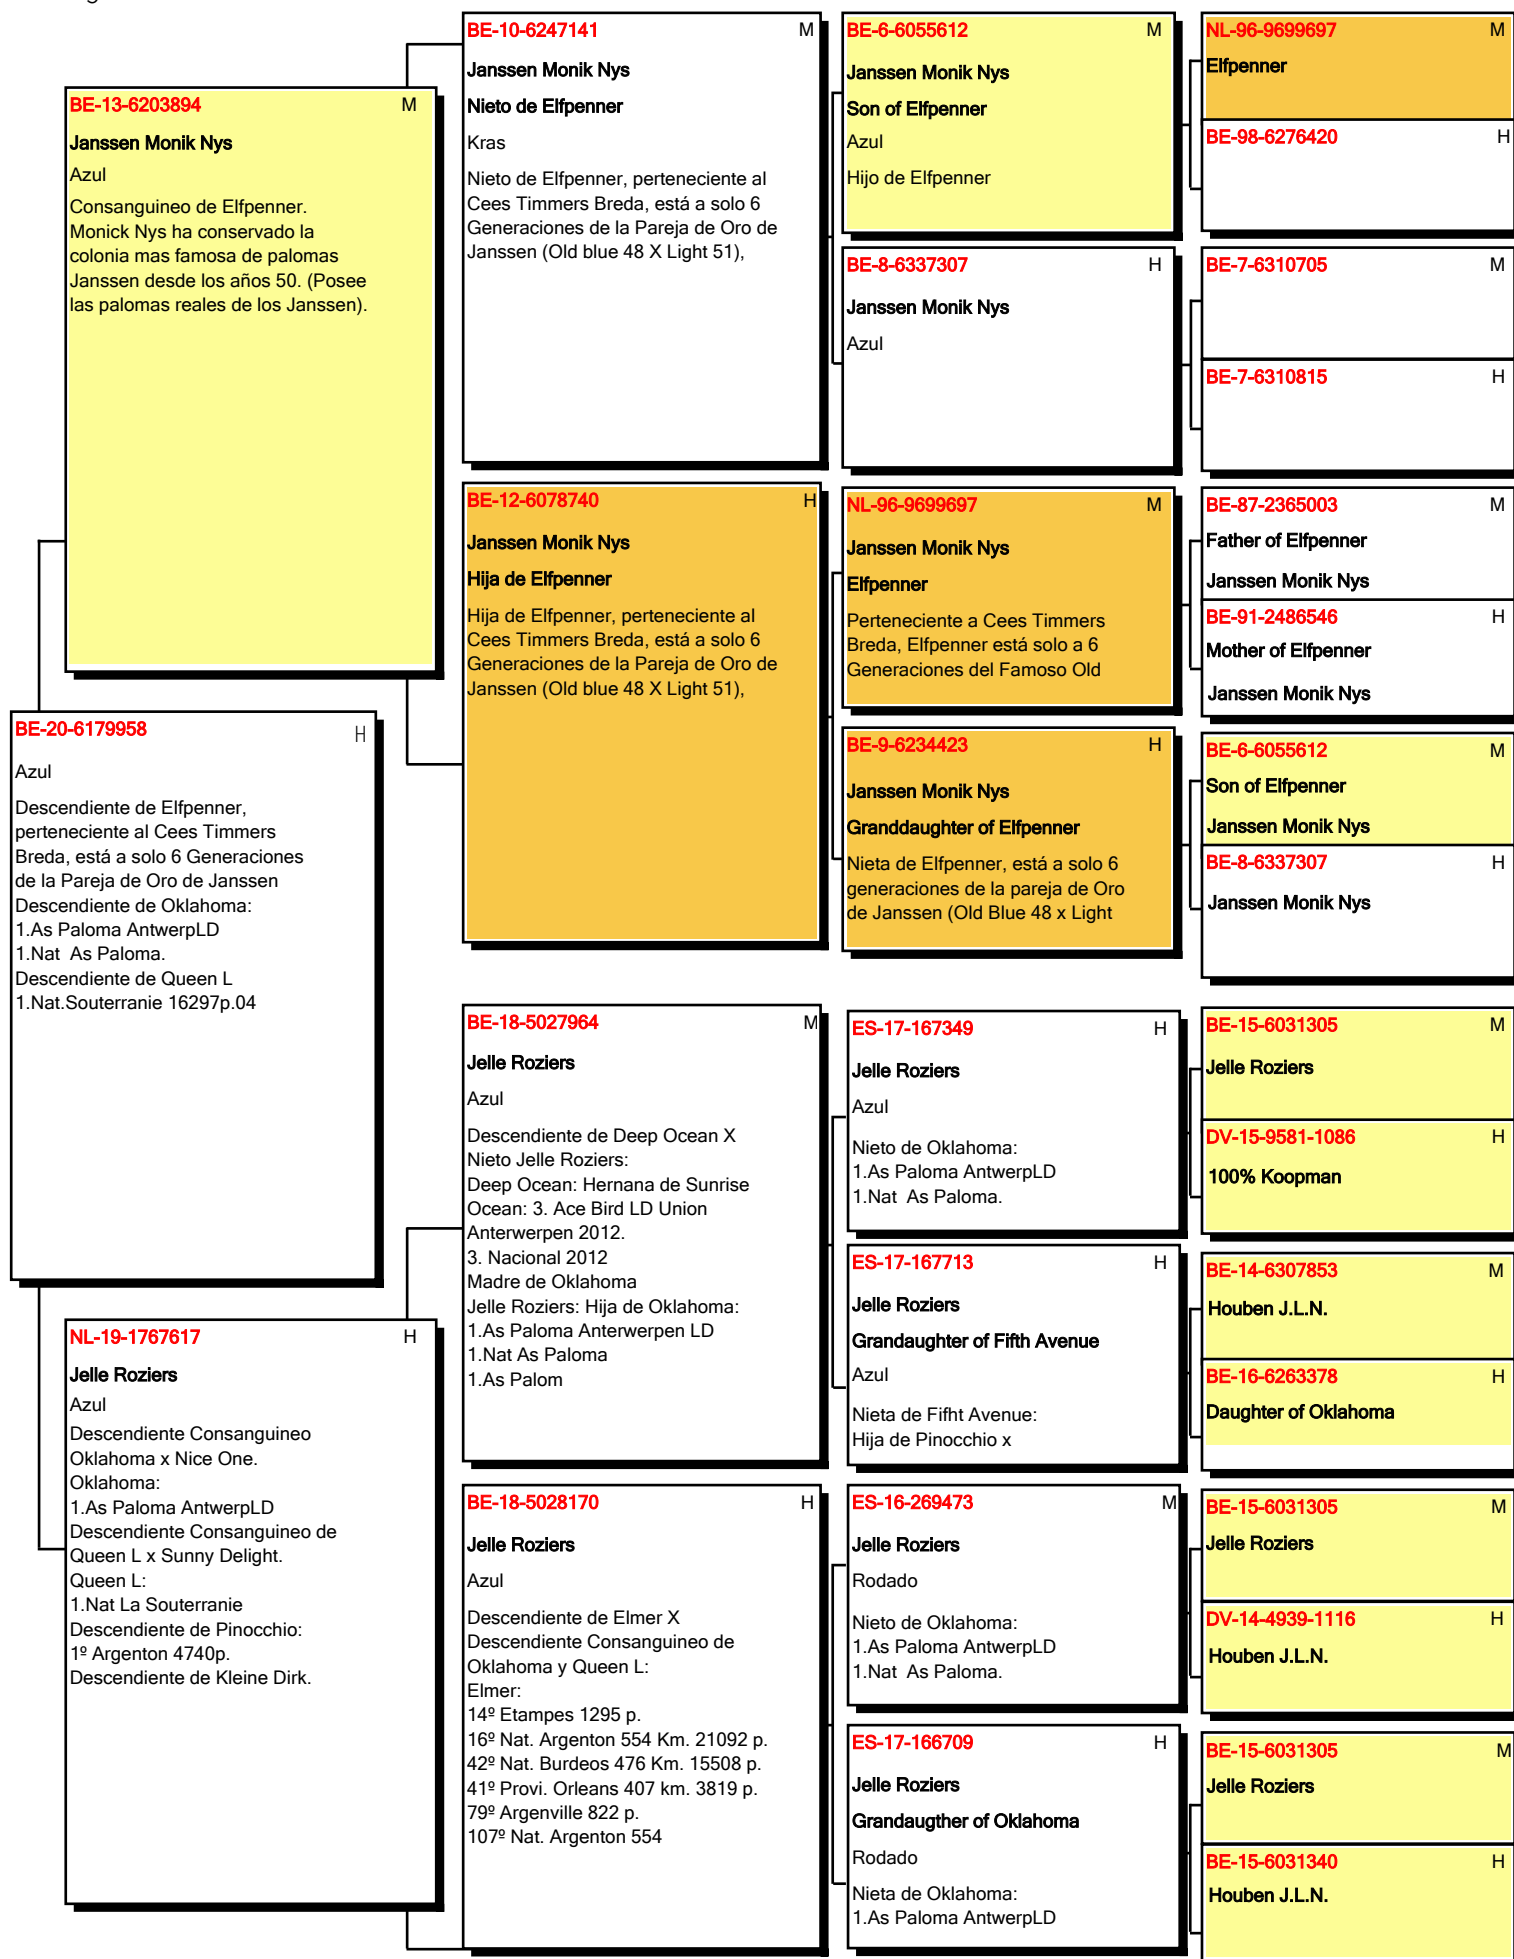 BE-20-6179958 H
Azul
Descendiente de Elfpenner,
perteneciente al Cees Timmers
Breda, está a solo 6 Generaciones
de la Pareja de Oro de Janssen
Descendiente de Oklahoma:
1.As Paloma AntwerpLD
1.Nat As Paloma.
Descendiente de Queen L
1.Nat.Souterranie 16297p.04
BE-13-6203894 M
Janssen Monik Nys
Azul
Consanguineo de Elfpenner.
Monick Nys ha conservado la
colonia mas famosa de palomas
Janssen desde los años 50. (Posee
las palomas reales de los Janssen).
NL-19-1767617 H
Jelle Roziers
Azul
Descendiente Consanguineo
Oklahoma x Nice One.
Oklahoma:
1.As Paloma AntwerpLD
Descendiente Consanguineo de
Queen L x Sunny Delight.
Queen L:
1.Nat La Souterranie
Descendiente de Pinocchio:
1º Argenton 4740p.
Descendiente de Kleine Dirk.
BE-10-6247141 M
Janssen Monik Nys
Nieto de Elfpenner
Kras
Nieto de Elfpenner, perteneciente al
Cees Timmers Breda, está a solo 6
Generaciones de la Pareja de Oro de
Janssen (Old blue 48 X Light 51),
BE-12-6078740 H
Janssen Monik Nys
Hija de Elfpenner
Hija de Elfpenner, perteneciente al
Cees Timmers Breda, está a solo 6
Generaciones de la Pareja de Oro de
Janssen (Old blue 48 X Light 51),
BE-18-5027964 M
Jelle Roziers
Azul
Descendiente de Deep Ocean X
Nieto Jelle Roziers:
Deep Ocean: Hernana de Sunrise
Ocean: 3. Ace Bird LD Union
Anterwerpen 2012.
3. Nacional 2012
Madre de Oklahoma
Jelle Roziers: Hija de Oklahoma:
1.As Paloma Anterwerpen LD
1.Nat As Paloma
1.As Palom
BE-18-5028170 H
Jelle Roziers
Azul
Descendiente de Elmer X
Descendiente Consanguineo de
Oklahoma y Queen L:
Elmer:
14º Etampes 1295 p.
16º Nat. Argenton 554 Km. 21092 p.
42º Nat. Burdeos 476 Km. 15508 p.
41º Provi. Orleans 407 km. 3819 p.
79º Argenville 822 p.
107º Nat. Argenton 554
BE-6-6055612 M
Janssen Monik Nys
Son of Elfpenner
Azul
Hijo de Elfpenner
BE-8-6337307 H
Janssen Monik Nys
Azul
NL-96-9699697 M
Janssen Monik Nys
Elfpenner
Perteneciente a Cees Timmers
Breda, Elfpenner está solo a 6
Generaciones del Famoso Old
BE-9-6234423 H
Janssen Monik Nys
Granddaughter of Elfpenner
Nieta de Elfpenner, está a solo 6
generaciones de la pareja de Oro
de Janssen (Old Blue 48 x Light
ES-17-167349 H
Jelle Roziers
Azul
Nieto de Oklahoma:
1.As Paloma AntwerpLD
1.Nat As Paloma.
ES-17-167713 H
Jelle Roziers
Grandaughter of Fifth Avenue
Azul
Nieta de Fifht Avenue:
Hija de Pinocchio x
ES-16-269473 M
Jelle Roziers
Rodado
Nieto de Oklahoma:
1.As Paloma AntwerpLD
1.Nat As Paloma.
ES-17-166709 H
Jelle Roziers
Grandaugther of Oklahoma
Rodado
Nieta de Oklahoma:
1.As Paloma AntwerpLD
NL-96-9699697 M
Elfpenner
BE-98-6276420 H
BE-7-6310705 M
BE-7-6310815 H
BE-87-2365003 M
Father of Elfpenner
Janssen Monik Nys
BE-91-2486546 H
Mother of Elfpenner
Janssen Monik Nys
BE-6-6055612 M
Son of Elfpenner
Janssen Monik Nys
BE-8-6337307 H
Janssen Monik Nys
BE-15-6031305 M
Jelle Roziers
DV-15-9581-1086 H
100% Koopman
BE-14-6307853 M
Houben J.L.N.
BE-16-6263378 H
Daughter of Oklahoma
BE-15-6031305 M
Jelle Roziers
DV-14-4939-1116 H
Houben J.L.N.
BE-15-6031305 M
Jelle Roziers
BE-15-6031340 H
Houben J.L.N.